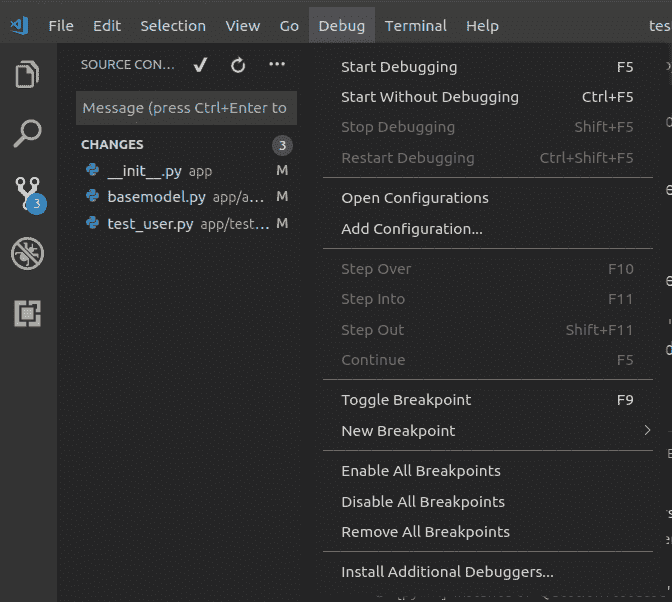 File Edit Selection View Go Debug Terminal Help tes
SOURCE CON... ✓ ···
Message (press Ctrl+Enter to
CHANGES 3
__init__.py app M
basemodel.py app/a... M
test_user.py app/test... M
3
Start Debugging F5
Start Without Debugging Ctrl+F5
Stop Debugging Shift+F5
Restart Debugging Ctrl+Shift+F5
Open Configurations
Add Configuration...
Step Over F10
Step Into F11
Step Out Shift+F11
Continue F5
Toggle Breakpoint F9
New Breakpoint >
Enable All Breakpoints
Disable All Breakpoints
Remove All Breakpoints
Install Additional Debuggers...